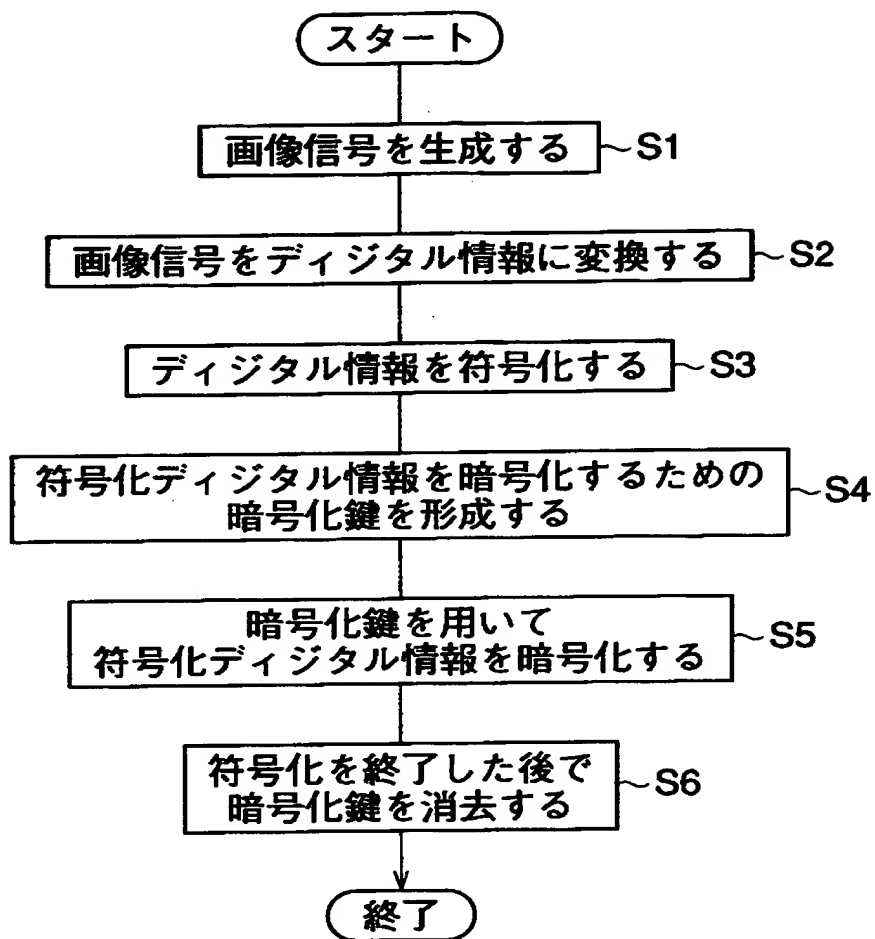 スタート
画像信号を生成する ~S1
画像信号をディジタル情報に変換する ~S2
ディジタル情報を符号化する ~S3
符号化ディジタル情報を暗号化するための ~S4
暗号化鍵を形成する
暗号化鍵を用いて ~S5
符号化ディジタル情報を暗号化する
符号化を終了した後で ~S6
暗号化鍵を消去する
終了